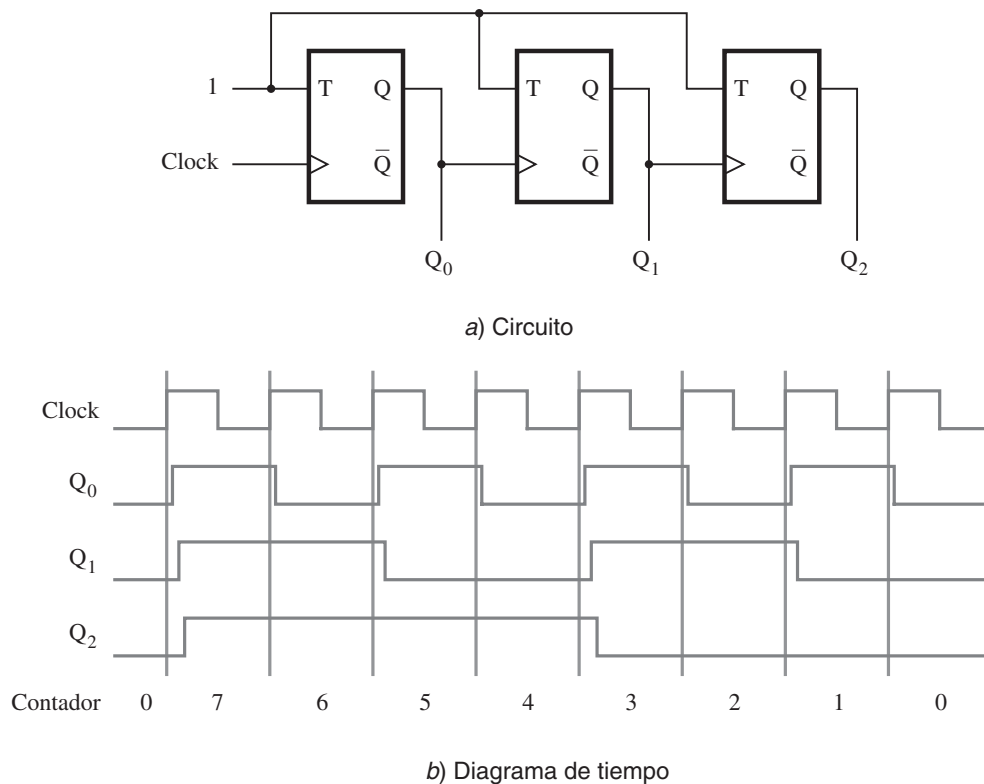 1 T Q T Q T Q
Clock Q̅ Q̅ Q̅
Q₀ Q₁ Q₂
a) Circuito
Clock
Q₀
Q₁
Q₂
Contador 0 7 6 5 4 3 2 1 0
b) Diagrama de tiempo